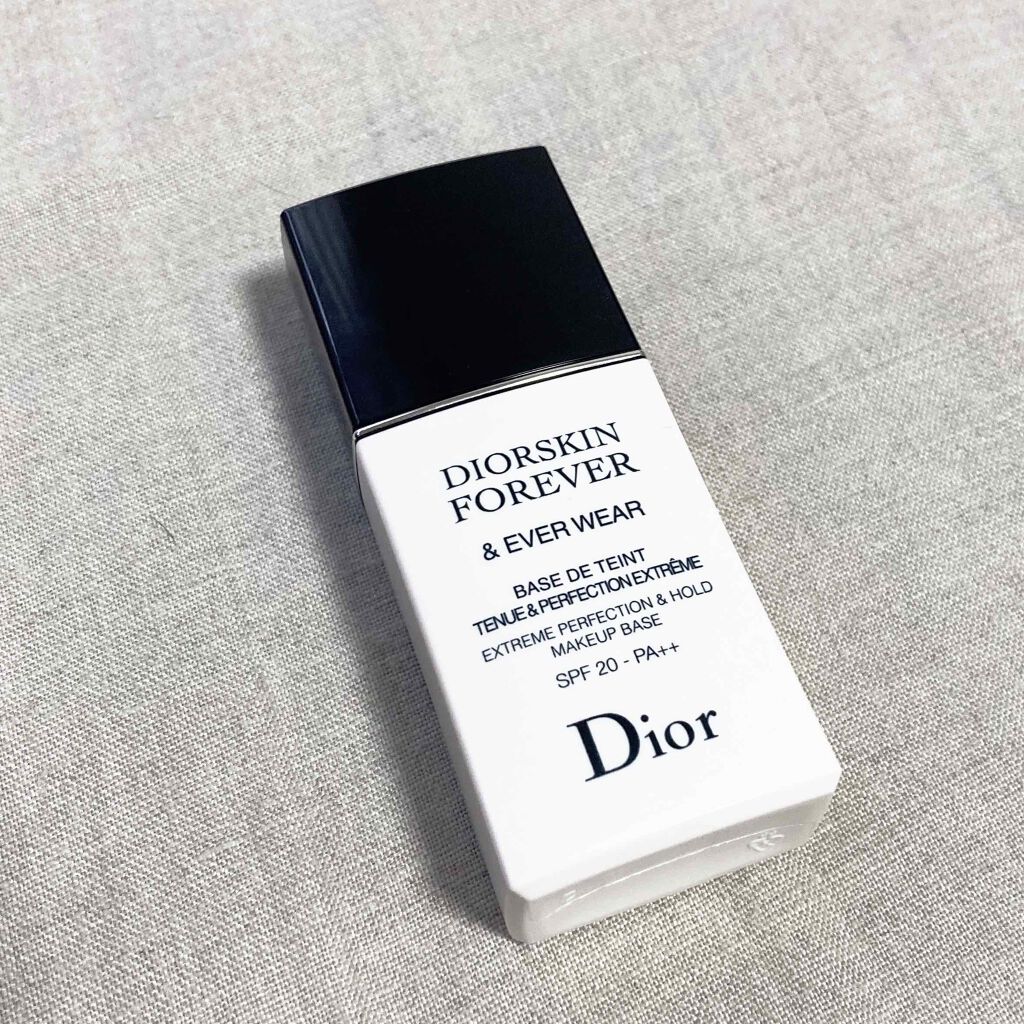 DIORSKIN
FOREVER
& EVER WEAR
BASE DE TEINT
TENUE & PERFECTION EXTRÊME
EXTREME PERFECTION & HOLD
MAKEUP BASE
SPF 20 - PA++
Dior